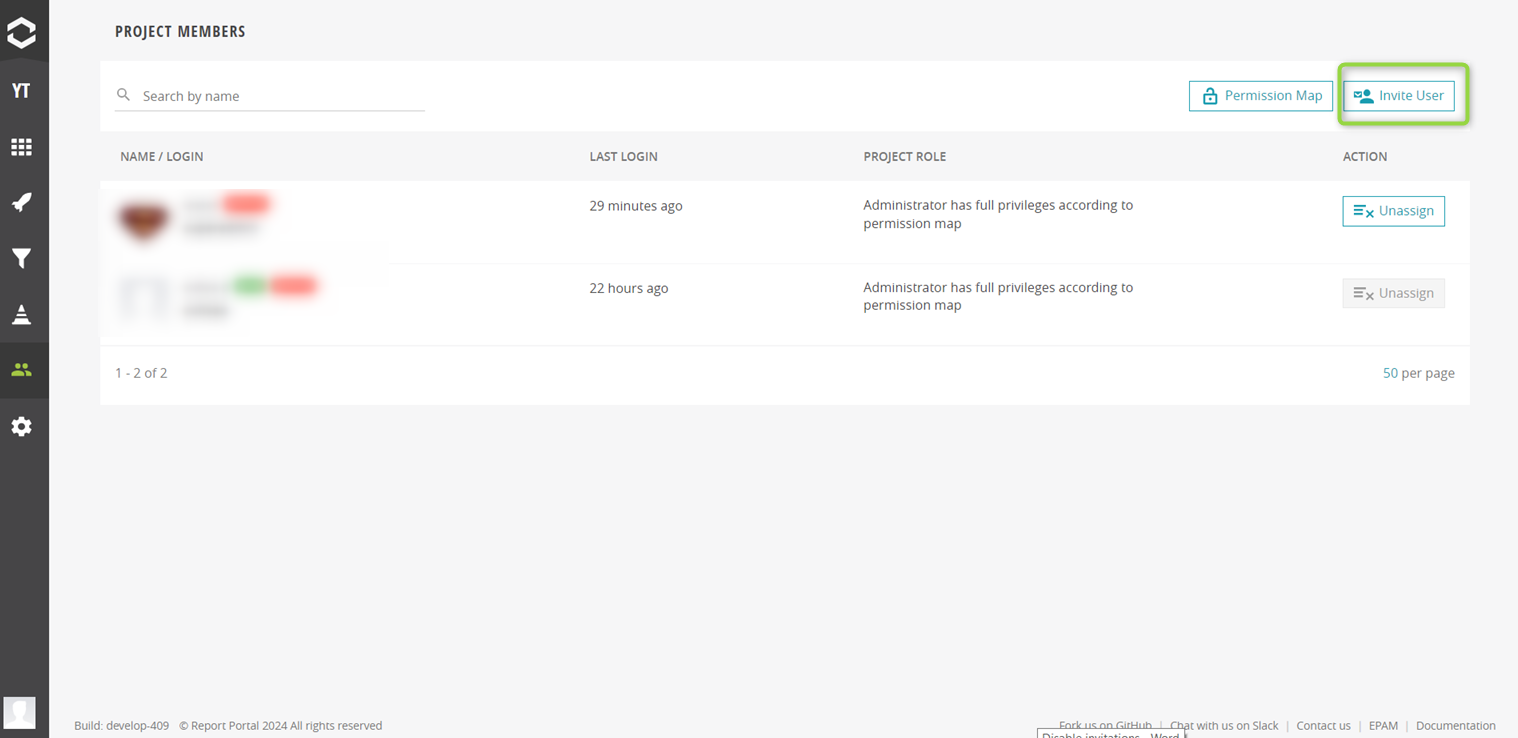 PROJECT MEMBERS
YT
Search by name
Permission Map
Invite User
NAME / LOGIN
LAST LOGIN
PROJECT ROLE
ACTION
29 minutes ago
Administrator has full privileges according to
permission map
Unassign
22 hours ago
Administrator has full privileges according to
permission map
Unassign
1 - 2 of 2
50 per page
Build: develop-409 © Report Portal 2024 All rights reserved
Fork us on GitHub | Chat with us on Slack | Contact us | EPAM | Documentation
Disable invitations - Word